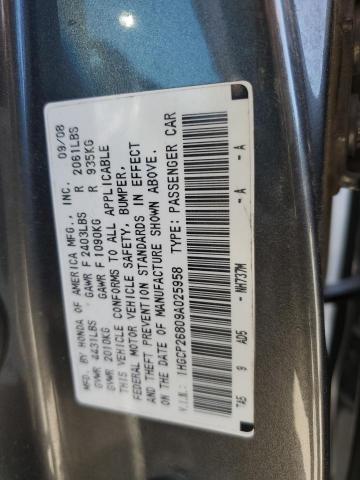 MFD. BY HONDA OF AMERICA MFG., INC. 09/08
GVWR 4431LBS GAWR F 2403LBS R 2061LBS
GVWR 2010KG GAWR F 1090KG R 935KG
THIS VEHICLE CONFORMS TO ALL APPLICABLE
FEDERAL MOTOR VEHICLE SAFETY, BUMPER,
THEFT PREVENTION STANDARDS IN EFFECT
ON THE DATE OF MANUFACTURE SHOWN ABOVE.
V.I.N.: 1HGCP26809A025958 TYPE: PASSENGER CAR
TA5 9 AD5 - NH737M - A - A